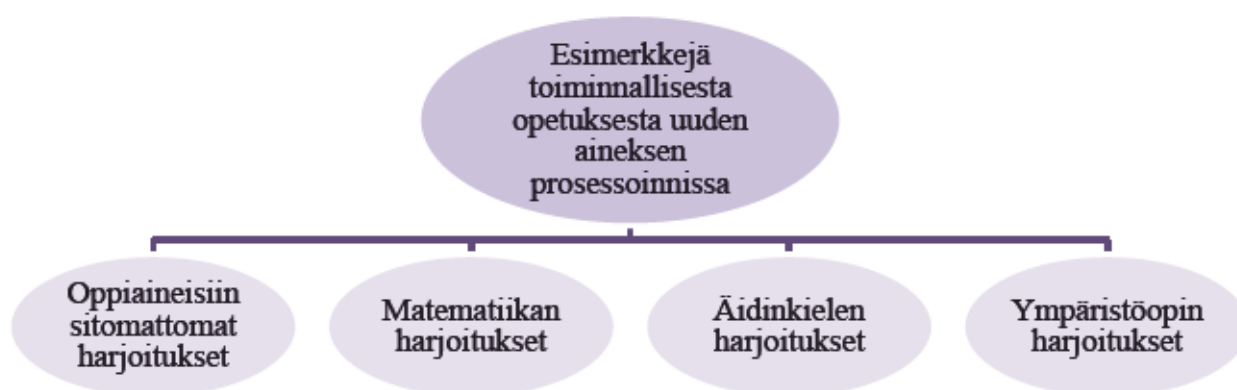 Esimerkkejä
toiminnallisesta
opetuksesta uuden
aineksen
prosessoinnissa
Oppiaineisiin
sitomattomat
harjoitukset
Matematiikan
harjoitukset
Äidinkielen
harjoitukset
Ympäristöopin
harjoitukset